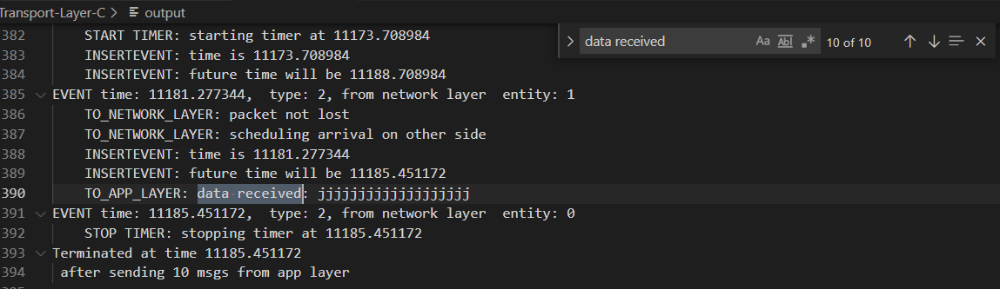 Transport-Layer-C > output
data received Aa Abl .* 10 of 10
382 START TIMER: starting timer at 11173.708984
383 INSERTEVENT: time is 11173.708984
384 INSERTEVENT: future time will be 11188.708984
385 EVENT time: 11181.277344,  type: 2, from network layer  entity: 1
386 TO_NETWORK_LAYER: packet not lost
387 TO_NETWORK_LAYER: scheduling arrival on other side
388 INSERTEVENT: time is 11181.277344
389 INSERTEVENT: future time will be 11185.451172
390 TO_APP_LAYER: data received: jjjjjjjjjjjjjjjjjjjj
391 EVENT time: 11185.451172,  type: 2, from network layer  entity: 0
392 STOP TIMER: stopping timer at 11185.451172
393 Terminated at time 11185.451172
394 after sending 10 msgs from app layer